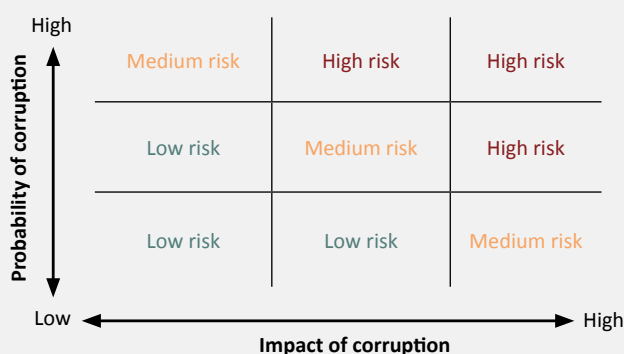 High
Medium risk High risk High risk
Probability of corruption
Low risk Medium risk High risk
Low risk Low risk Medium risk
Low High
Impact of corruption